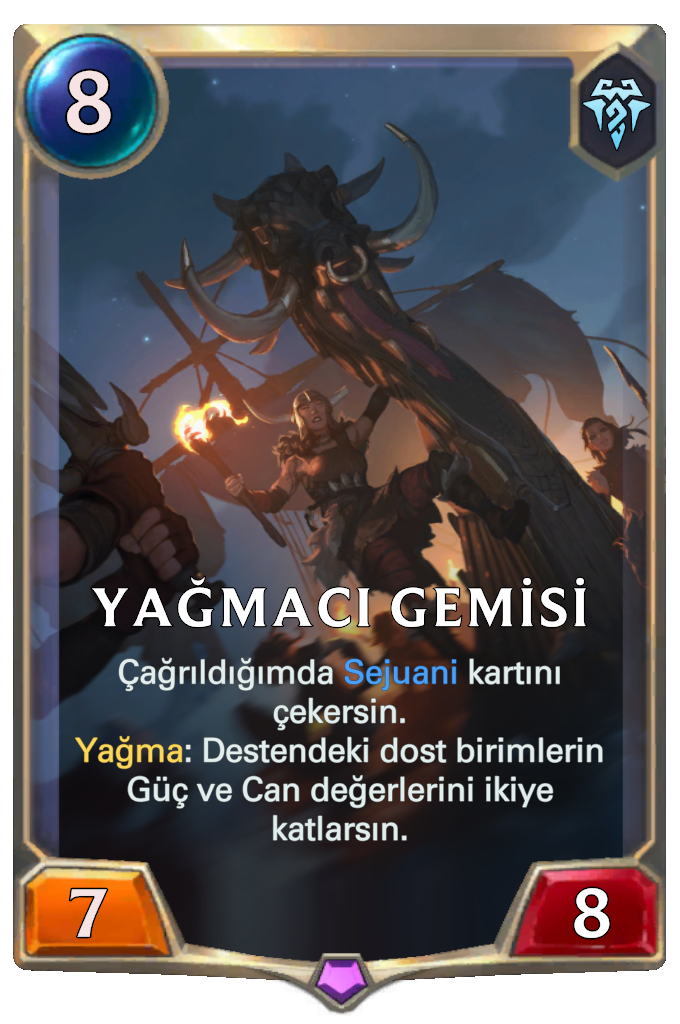 8
YAĞMACI GEMİSİ
Çağrıldığımda Sejuani kartını
çekersin.
Yağma: Destendeki dost birimlerin
Güç ve Can değerlerini ikiye
katlarsın.
7
8